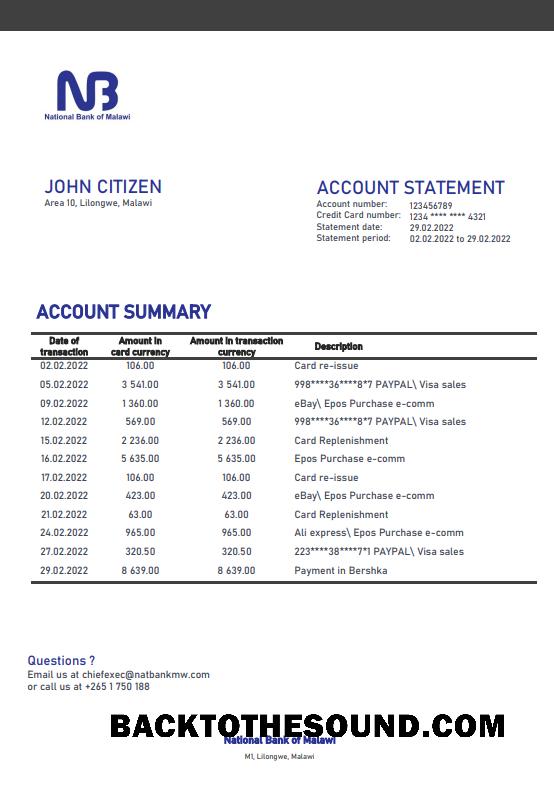 NB
National Bank of Malawi
JOHN CITIZEN
Area 10, Lilongwe, Malawi
ACCOUNT STATEMENT
Account number: 123456789
Credit Card number: 1234 **** **** 4321
Statement date: 29.02.2022
Statement period: 02.02.2022 to 29.02.2022
ACCOUNT SUMMARY
Date of transaction Amount in card currency Amount in transaction currency Description
02.02.2022 106.00 106.00 Card re-issue
05.02.2022 3 541.00 3 541.00 998****36****8*7 PAYPAL\ Visa sales
09.02.2022 1 360.00 1 360.00 eBay\ Epos Purchase e-comm
12.02.2022 569.00 569.00 998****36****8*7 PAYPAL\ Visa sales
15.02.2022 2 236.00 2 236.00 Card Replenishment
16.02.2022 5 635.00 5 635.00 Epos Purchase e-comm
17.02.2022 106.00 106.00 Card re-issue
20.02.2022 423.00 423.00 eBay\ Epos Purchase e-comm
21.02.2022 63.00 63.00 Card Replenishment
24.02.2022 965.00 965.00 Ali express\ Epos Purchase e-comm
27.02.2022 320.50 320.50 223****38****7*1 PAYPAL\ Visa sales
29.02.2022 8 639.00 8 639.00 Payment in Bershka
Questions ?
Email us at chiefexec@natbankmw.com
or call us at +265 1 750 188
BACKTOTHESOUND.COM
National Bank of Malawi
M1, Lilongwe, Malawi